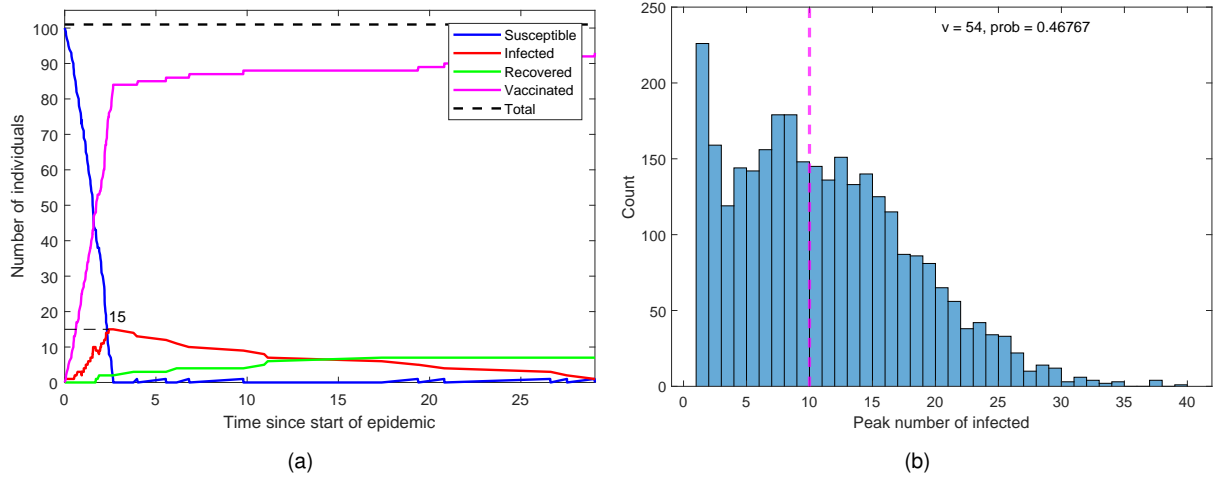 100
90
80
70
60
50
40
30
20
10
0
Number of individuals
15
Susceptible
Infected
Recovered
Vaccinated
Total
0 5 10 15 20 25
Time since start of epidemic
(a)
250
200
150
100
50
0
Count
v = 54, prob = 0.46767
0 5 10 15 20 25 30 35 40
Peak number of infected
(b)